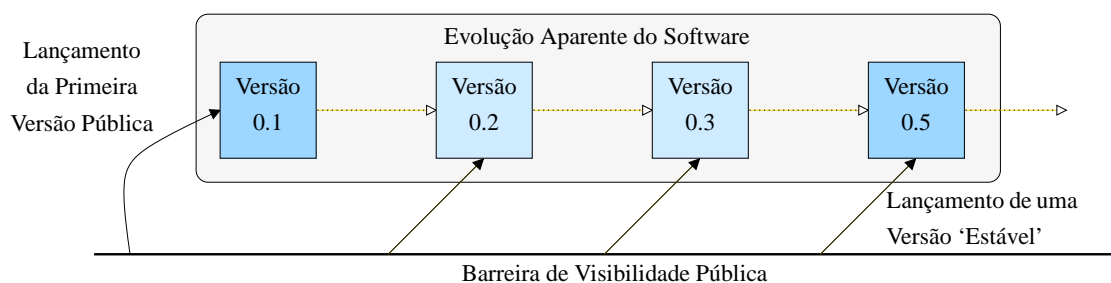 Evolução Aparente do Software
Lançamento
da Primeira
Versão Pública
Versão
0.1
Versão
0.2
Versão
0.3
Versão
0.5
Lançamento de uma
Versão ‘Estável’
Barreira de Visibilidade Pública